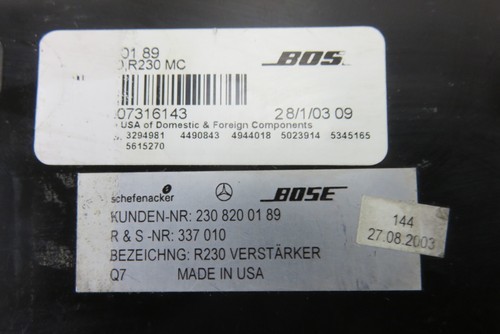 01 89 BOS
R230 MC
07316143 28/1/03 09
USA of Domestic & Foreign Components
3294981 4490843 4944018 5023914 5345165
5615270
schefenacker BOSE
KUNDEN-NR: 230 820 01 89
R & S -NR: 337 010
BEZEICHNG: R230 VERSTÄRKER
Q7 MADE IN USA
144
27.08.2003